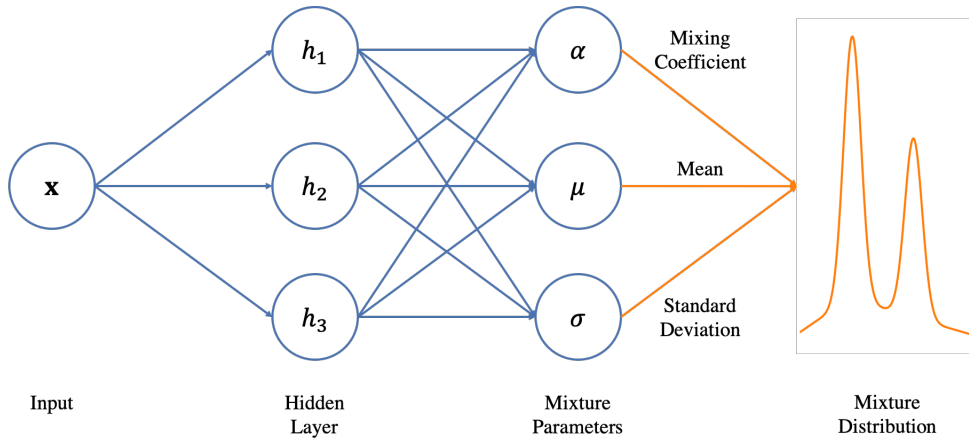 x
h₁
h₂
h₃
α
μ
σ
Mixing
Coefficient
Mean
Standard
Deviation
Input
Hidden
Layer
Mixture
Parameters
Mixture
Distribution